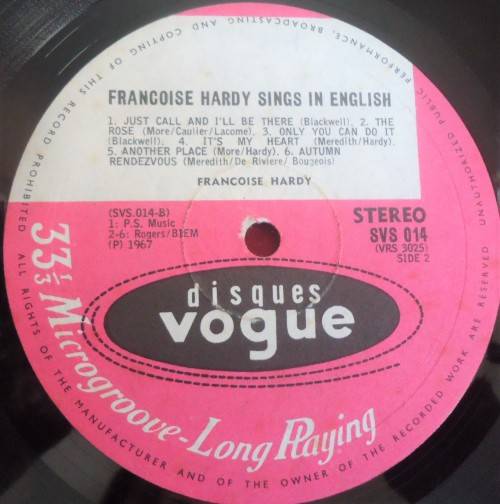 FRANCOISE HARDY SINGS IN ENGLISH
1. JUST CALL AND I'LL BE THERE (Blackwell). 2. THE
ROSE (More/Caulier/Lacome). 3. ONLY YOU CAN DO IT
(Blackwell). 4. IT'S MY HEART (Meredith/Hardy).
5. ANOTHER PLACE (More/Hardy). 6. AUTUMN
RENDEZVOUS (Meredith/De Riviere/ Bougeois)
FRANCOISE HARDY
(SVS.014-B)
1: P.S. Music
2-6: Rogers/BIEM
(P) 1967
STEREO
SVS 014
(VRS 3025)
SIDE 2
disques
vogue
33 1/3 Microgroove-Long Playing
ALL RIGHTS OF THE MANUFACTURER AND OF THE OWNER OF THE RECORDED WORK ARE RESERVED
UNAUTHORIZED PUBLIC PERFORMANCE, BROADCASTING AND COPYING OF THIS RECORD PROHIBITED